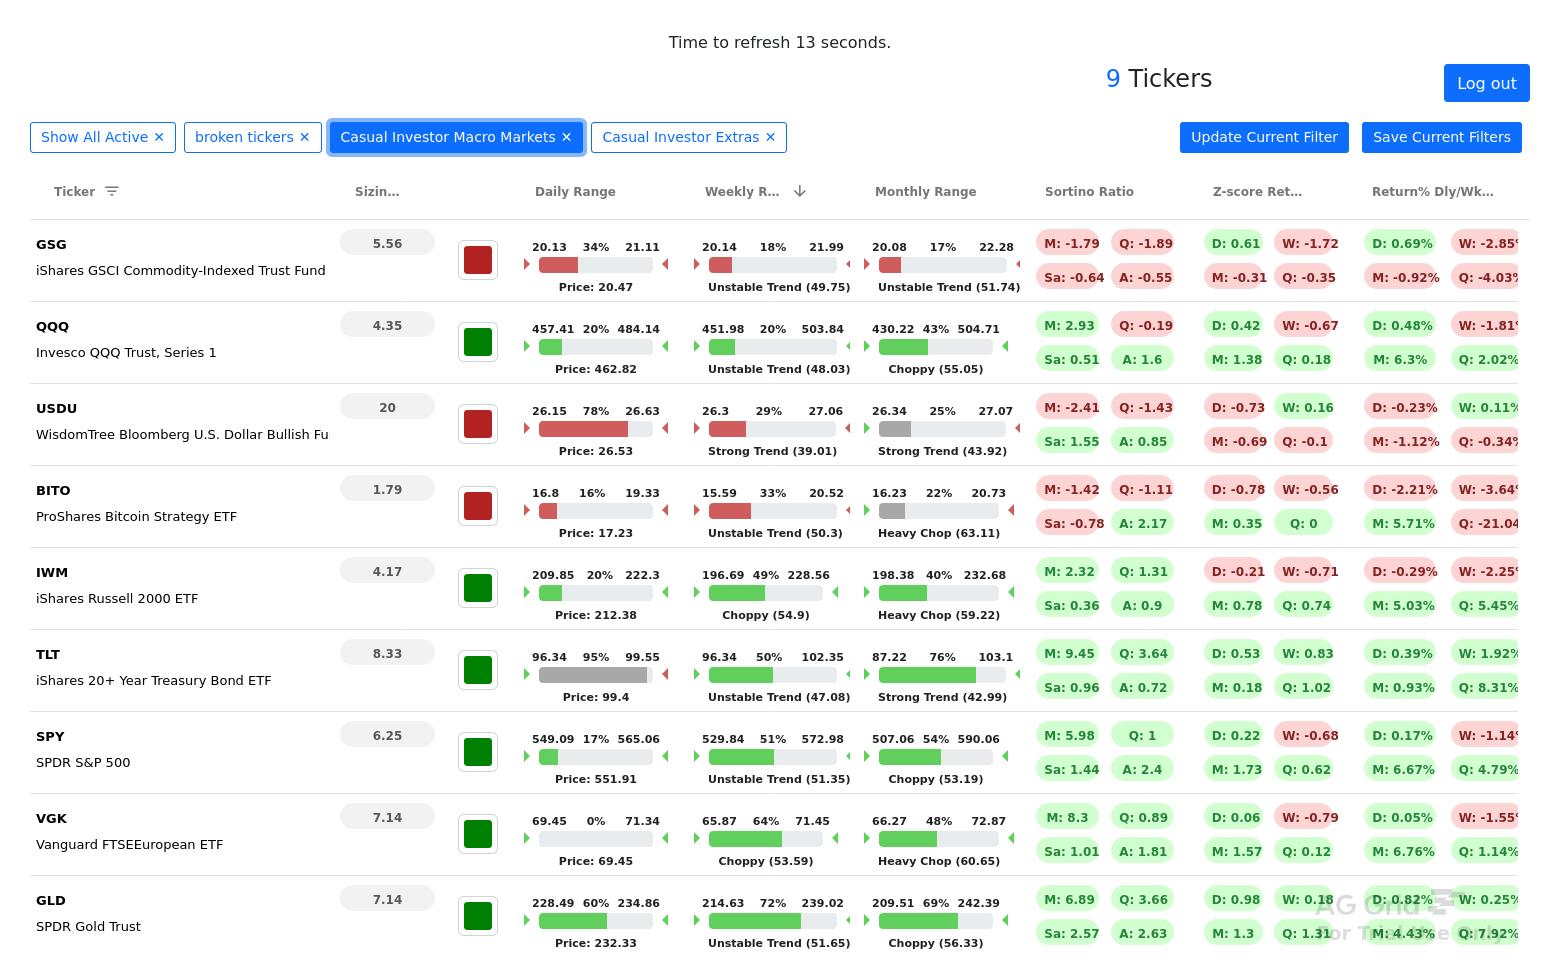 Time to refresh 13 seconds.
9 Tickers
Log out
Show All Active ✕ broken tickers ✕ Casual Investor Macro Markets ✕ Casual Investor Extras ✕ Update Current Filter Save Current Filters
Ticker Sizin… Daily Range Weekly R… Monthly Range Sortino Ratio Z-score Ret… Return% Dly/Wk…
GSG 5.56 20.13 34% 21.11 20.14 18% 21.99 20.08 17% 22.28 M: -1.79 Q: -1.89 D: 0.61 W: -1.72 D: 0.69% W: -2.85%
iShares GSCI Commodity-Indexed Trust Fund Sa: -0.64 A: -0.55 M: -0.31 Q: -0.35 M: -0.92% Q: -4.03%
Price: 20.47 Unstable Trend (49.75) Unstable Trend (51.74)
QQQ 4.35 457.41 20% 484.14 451.98 20% 503.84 430.22 43% 504.71 M: 2.93 Q: -0.19 D: 0.42 W: -0.67 D: 0.48% W: -1.81%
Invesco QQQ Trust, Series 1 Sa: 0.51 A: 1.6 M: 1.38 Q: 0.18 M: 6.3% Q: 2.02%
Price: 462.82 Unstable Trend (48.03) Choppy (55.05)
USDU 20 26.15 78% 26.63 26.3 29% 27.06 26.34 25% 27.07 M: -2.41 Q: -1.43 D: -0.73 W: 0.16 D: -0.23% W: 0.11%
WisdomTree Bloomberg U.S. Dollar Bullish Fu Sa: 1.55 A: 0.85 M: -0.69 Q: -0.1 M: -1.12% Q: -0.34%
Price: 26.53 Strong Trend (39.01) Strong Trend (43.92)
BITO 1.79 16.8 16% 19.33 15.59 33% 20.52 16.23 22% 20.73 M: -1.42 Q: -1.11 D: -0.78 W: -0.56 D: -2.21% W: -3.64%
ProShares Bitcoin Strategy ETF Sa: -0.78 A: 2.17 M: 0.35 Q: 0 M: 5.71% Q: -21.04
Price: 17.23 Unstable Trend (50.3) Heavy Chop (63.11)
IWM 4.17 209.85 20% 222.3 196.69 49% 228.56 198.38 40% 232.68 M: 2.32 Q: 1.31 D: -0.21 W: -0.71 D: -0.29% W: -2.25%
iShares Russell 2000 ETF Sa: 0.36 A: 0.9 M: 0.78 Q: 0.74 M: 5.03% Q: 5.45%
Price: 212.38 Choppy (54.9) Heavy Chop (59.22)
TLT 8.33 96.34 95% 99.55 96.34 50% 102.35 87.22 76% 103.1 M: 9.45 Q: 3.64 D: 0.53 W: 0.83 D: 0.39% W: 1.92%
iShares 20+ Year Treasury Bond ETF Sa: 0.96 A: 0.72 M: 0.18 Q: 1.02 M: 0.93% Q: 8.31%
Price: 99.4 Unstable Trend (47.08) Strong Trend (42.99)
SPY 6.25 549.09 17% 565.06 529.84 51% 572.98 507.06 54% 590.06 M: 5.98 Q: 1 D: 0.22 W: -0.68 D: 0.17% W: -1.14%
SPDR S&P 500 Sa: 1.44 A: 2.4 M: 1.73 Q: 0.62 M: 6.67% Q: 4.79%
Price: 551.91 Unstable Trend (51.35) Choppy (53.19)
VGK 7.14 69.45 0% 71.34 65.87 64% 71.45 66.27 48% 72.87 M: 8.3 Q: 0.89 D: 0.06 W: -0.79 D: 0.05% W: -1.55%
Vanguard FTSEEuropean ETF Sa: 1.01 A: 1.81 M: 1.57 Q: 0.12 M: 6.76% Q: 1.14%
Price: 69.45 Choppy (53.59) Heavy Chop (60.65)
GLD 7.14 228.49 60% 234.86 214.63 72% 239.02 209.51 69% 242.39 M: 6.89 Q: 3.66 D: 0.98 W: 0.18 D: 0.82% W: 0.25%
AG Grid
SPDR Gold Trust Sa: 2.57 A: 2.63 M: 1.3 Q: 1.31 M: 4.43% Q: 7.92%
For Trial Use Only
Price: 232.33 Unstable Trend (51.65) Choppy (56.33)